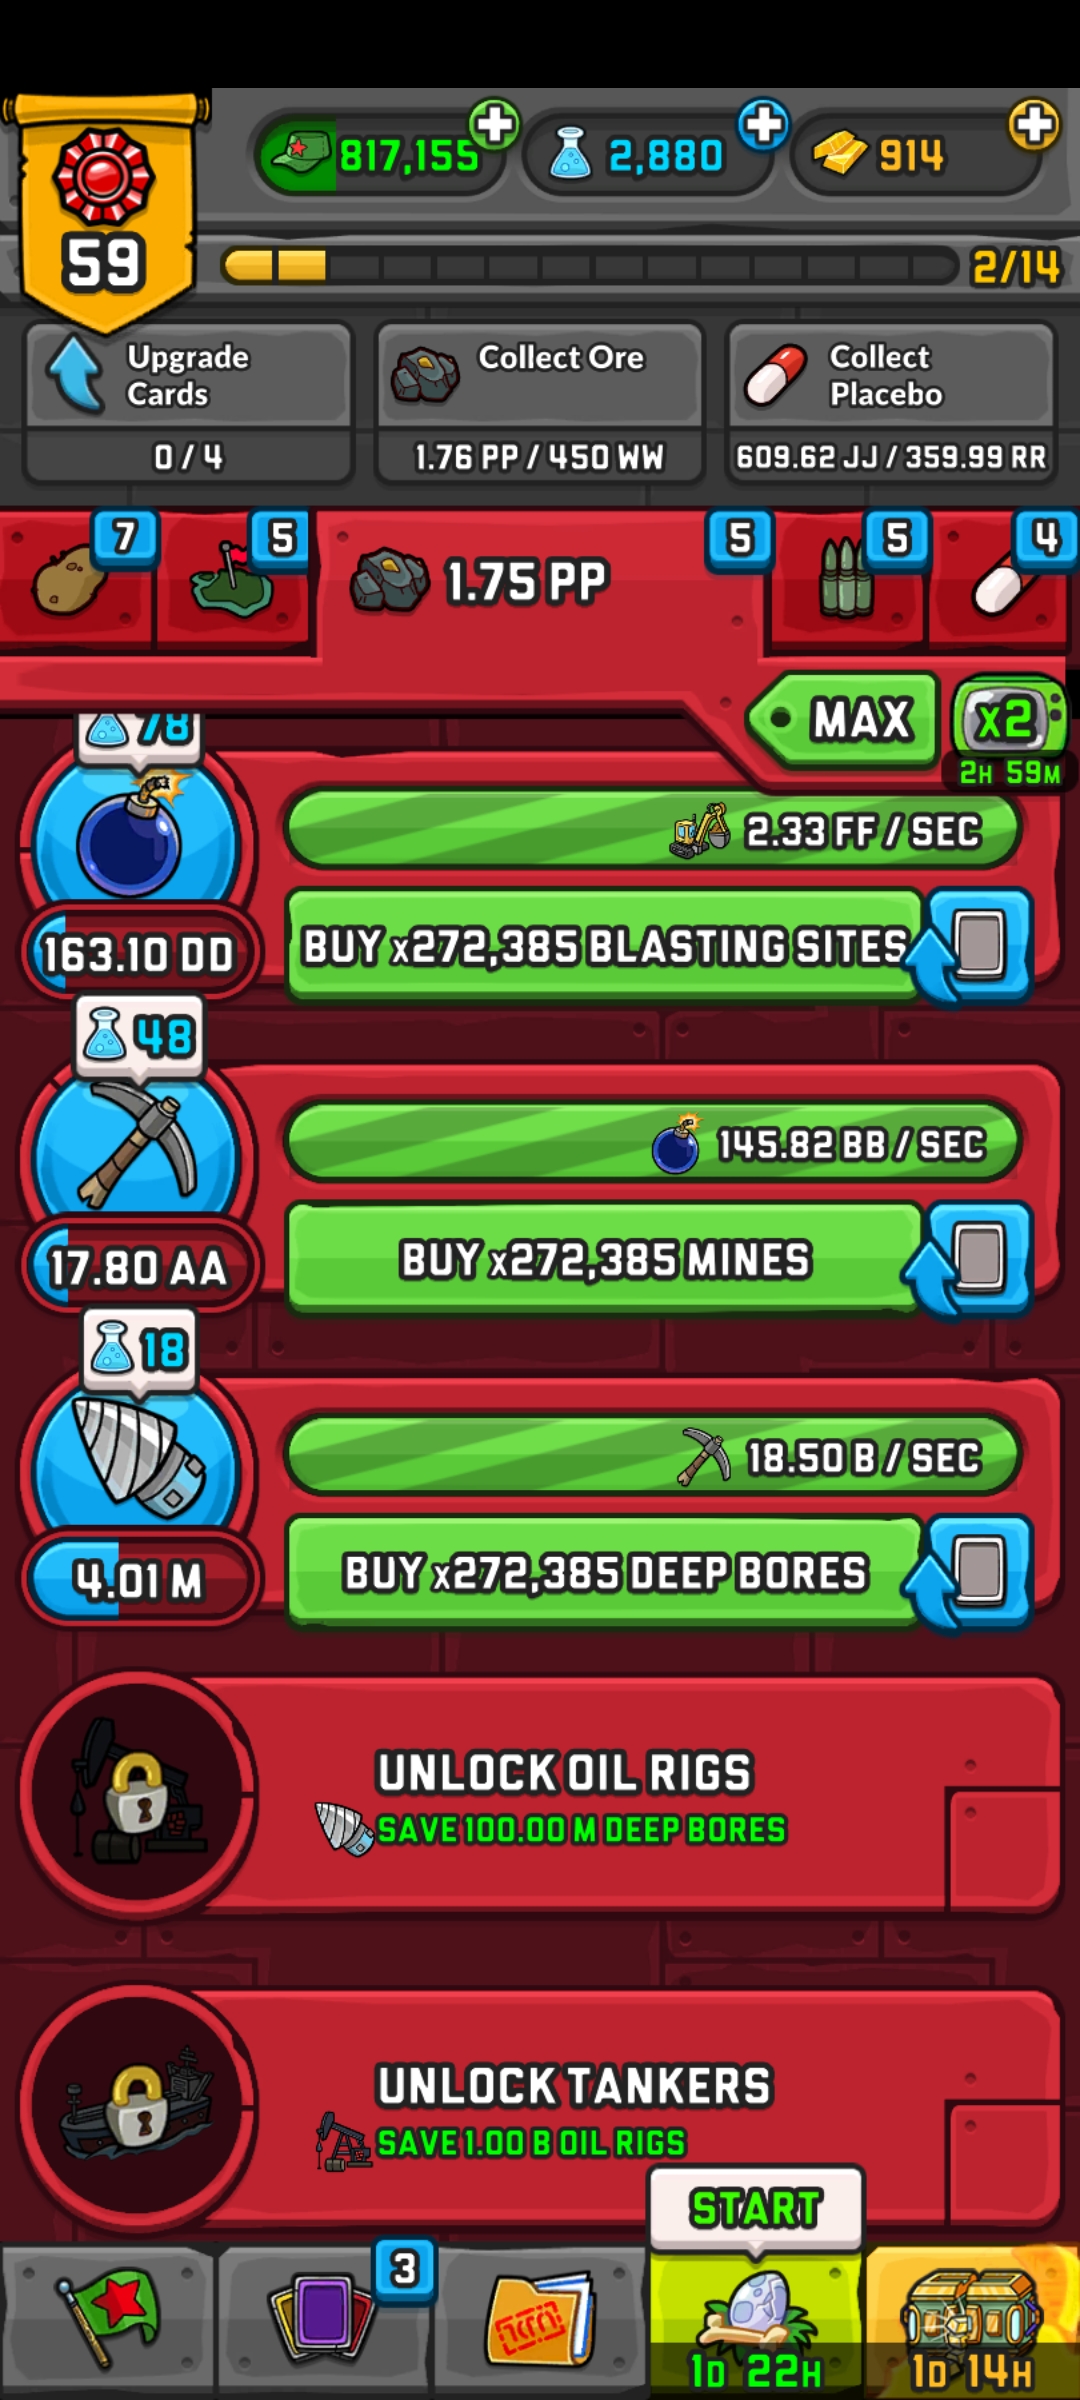 817,155
2,880
914
59
2/14
Upgrade
Cards
0 / 4
Collect Ore
1.76 PP / 450 WW
Collect
Placebo
609.62 JJ / 359.99 RR
7
5
1.75 PP
5
5
4
MAX
x2
2H 59M
78
2.33 FF / SEC
163.10 DD
BUY x272,385 BLASTING SITES
48
145.82 BB / SEC
17.80 AA
BUY x272,385 MINES
18
18.50 B / SEC
4.01 M
BUY x272,385 DEEP BORES
UNLOCK OIL RIGS
SAVE 100.00 M DEEP BORES
UNLOCK TANKERS
SAVE 1.00 B OIL RIGS
START
3
1D 22H
1D 14H